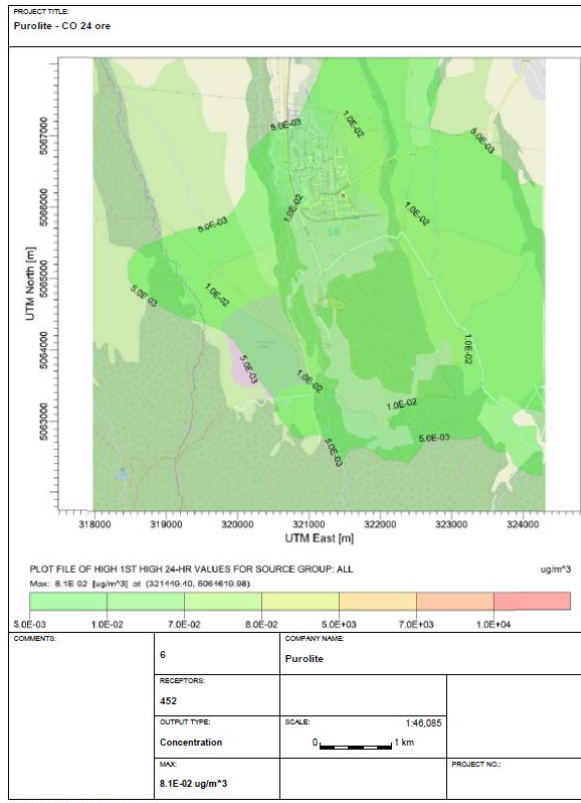 PROJECT TITLE:
Purolite - CO 24 ore
5067000
5066000
5065000
5064000
5063000
UTM North [m]
5.0E-03
1.0E-02
5.0E-03
1.0E-02
1.0E-02
5.0E-03
5.0E-03
1.0E-02
5.0E-03
1.0E-02
1.0E-02
1.0E-02
5.0E-03
5.0E-03
318000 319000 320000 321000 322000 323000 324000
UTM East [m]
PLOT FILE OF HIGH 1ST HIGH 24-HR VALUES FOR SOURCE GROUP: ALL ug/m^3
Max: 8.1E 02 [ug/m^3] at (321449.40, 5064619.98)
5.0E-03 1.0E-02 7.0E-02 8.0E-02 5.0E+03 7.0E+03 1.0E+04
COMMENTS:
6
COMPANY NAME:
Purolite
RECEPTORS:
452
OUTPUT TYPE:
Concentration
SCALE: 1:46,085
0 1 km
MAX:
8.1E-02 ug/m^3
PROJECT NO.: